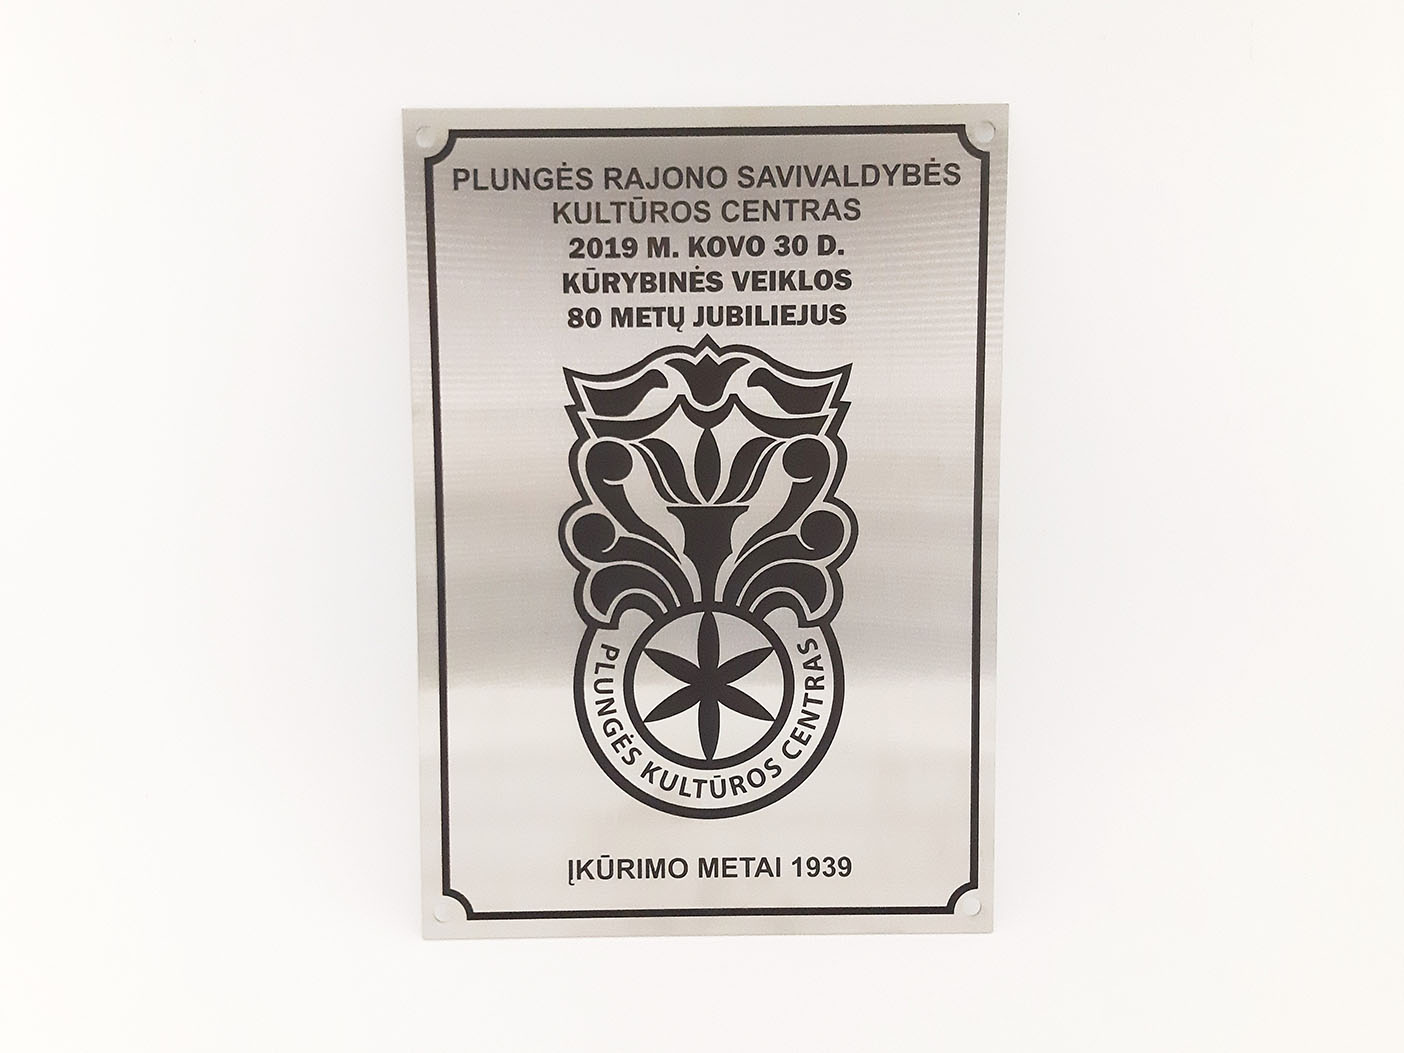 PLUNGĖS RAJONO SAVIVALDYBĖS
KULTŪROS CENTRAS
2019 M. KOVO 30 D.
KŪRYBINĖS VEIKLOS
80 METŲ JUBILIEJUS
PLUNGĖS KULTŪROS CENTRAS
ĮKŪRIMO METAI 1939